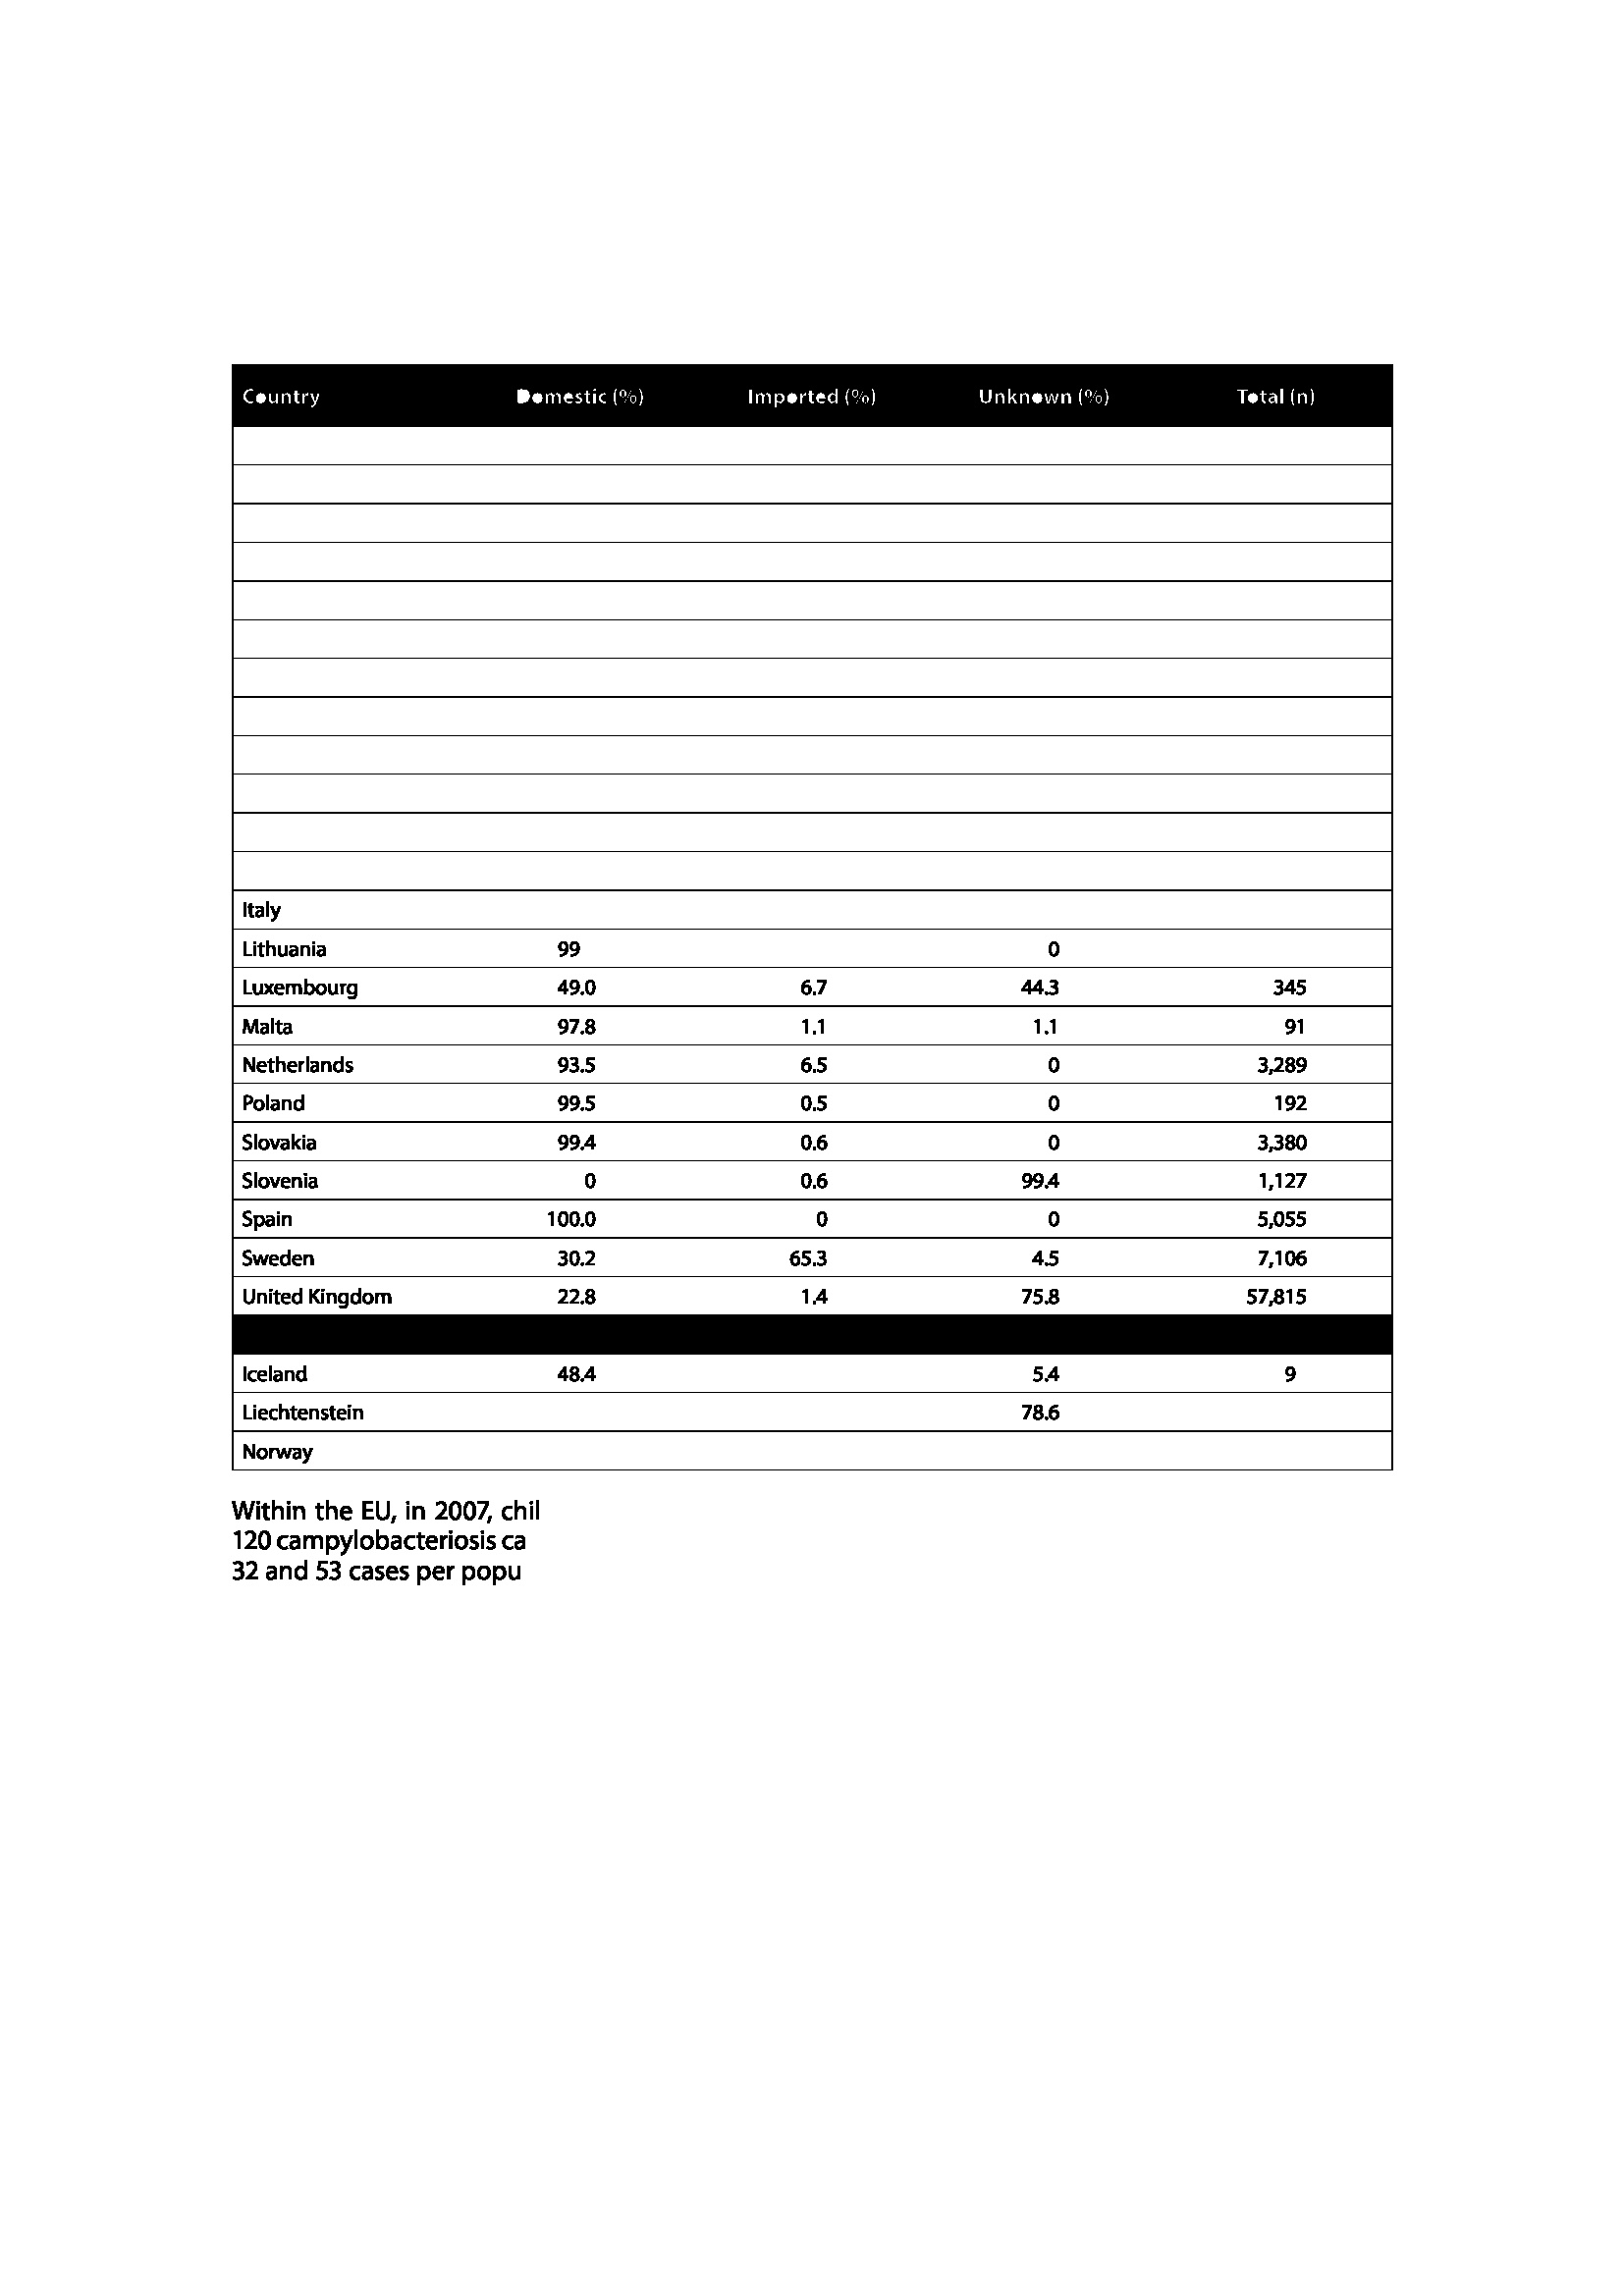 Country Domestic (%) Imported (%) Unknown (%) Total (n)
Italy
Lithuania 99 0
Luxembourg 49.0 6.7 44.3 345
Malta 97.8 1.1 1.1 91
Netherlands 93.5 6.5 0 3,289
Poland 99.5 0.5 0 192
Slovakia 99.4 0.6 0 3,380
Slovenia 0 0.6 99.4 1,127
Spain 100.0 0 0 5,055
Sweden 30.2 65.3 4.5 7,106
United Kingdom 22.8 1.4 75.8 57,815
Iceland 48.4 5.4 9
Liechtenstein 78.6
Norway
Within the EU, in 2007, chil
120 campylobacteriosis ca
32 and 53 cases per popu